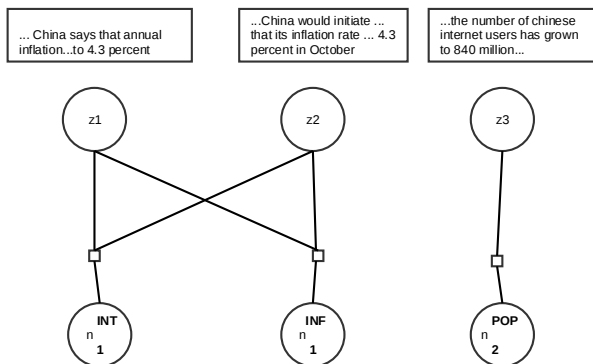 ... China says that annual
inflation...to 4.3 percent
...China would initiate ...
that its inflation rate ... 4.3
percent in October
...the number of chinese
internet users has grown
to 840 million...
z1
z2
z3
INT
n
1
INF
n
1
POP
n
2